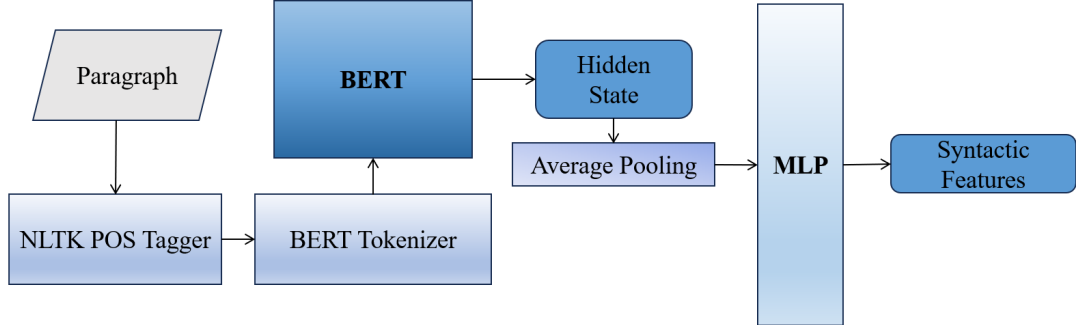 Paragraph
NLTK POS Tagger
BERT Tokenizer
BERT
Hidden
State
Average Pooling
MLP
Syntactic
Features